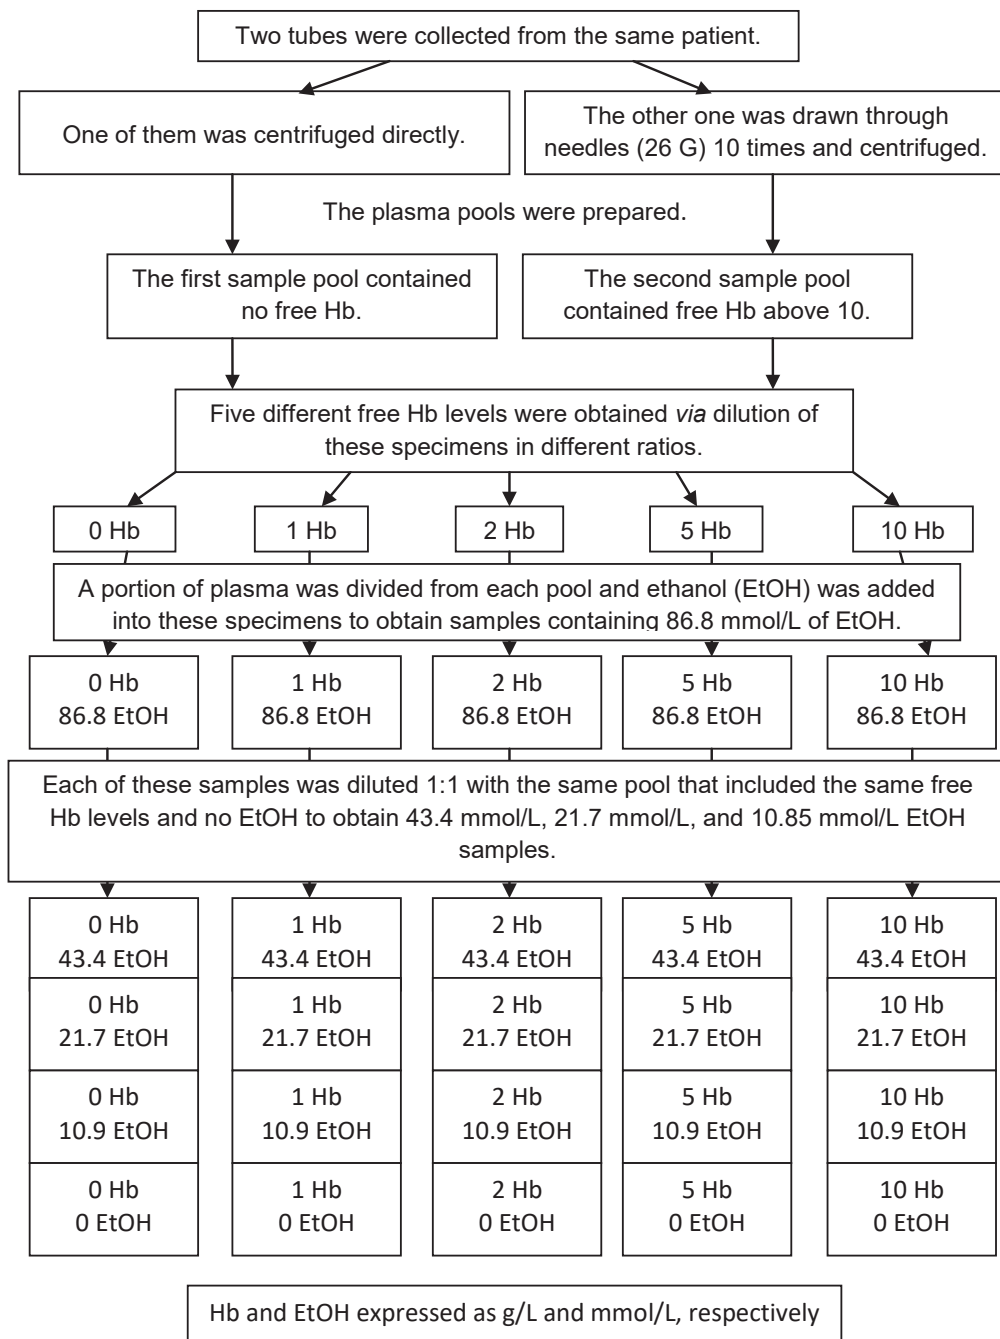 Two tubes were collected from the same patient.
One of them was centrifuged directly.
The other one was drawn through
needles (26 G) 10 times and centrifuged.
The plasma pools were prepared.
The first sample pool contained
no free Hb.
The second sample pool
contained free Hb above 10.
Five different free Hb levels were obtained via dilution of
these specimens in different ratios.
0 Hb
1 Hb
2 Hb
5 Hb
10 Hb
A portion of plasma was divided from each pool and ethanol (EtOH) was added
into these specimens to obtain samples containing 86.8 mmol/L of EtOH.
0 Hb
86.8 EtOH
1 Hb
86.8 EtOH
2 Hb
86.8 EtOH
5 Hb
86.8 EtOH
10 Hb
86.8 EtOH
Each of these samples was diluted 1:1 with the same pool that included the same free
Hb levels and no EtOH to obtain 43.4 mmol/L, 21.7 mmol/L, and 10.85 mmol/L EtOH
samples.
0 Hb
43.4 EtOH
1 Hb
43.4 EtOH
2 Hb
43.4 EtOH
5 Hb
43.4 EtOH
10 Hb
43.4 EtOH
0 Hb
21.7 EtOH
1 Hb
21.7 EtOH
2 Hb
21.7 EtOH
5 Hb
21.7 EtOH
10 Hb
21.7 EtOH
0 Hb
10.9 EtOH
1 Hb
10.9 EtOH
2 Hb
10.9 EtOH
5 Hb
10.9 EtOH
10 Hb
10.9 EtOH
0 Hb
0 EtOH
1 Hb
0 EtOH
2 Hb
0 EtOH
5 Hb
0 EtOH
10 Hb
0 EtOH
Hb and EtOH expressed as g/L and mmol/L, respectively